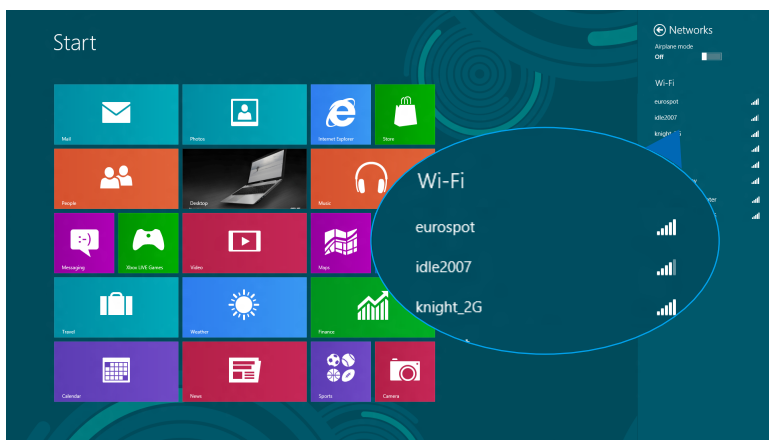 Start
Networks
Airplane mode
Off
Wi-Fi
eurospot
idle2007
knight_2G
Mail
Photos
Internet Explorer
Store
People
Desktop
Music
Messaging
Xbox LIVE Games
Video
Maps
Travel
Weather
Finance
Calendar
News
Sports
Camera
Wi-Fi
eurospot
idle2007
knight_2G